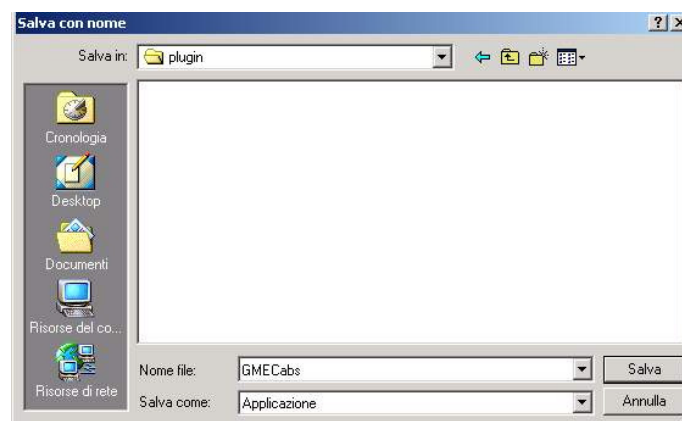 Salva con nome
Salva in: plugin
Cronologia
Desktop
Documenti
Risorse del co...
Risorse di rete
Nome file: GMECabs Salva
Salva come: Applicazione Annulla